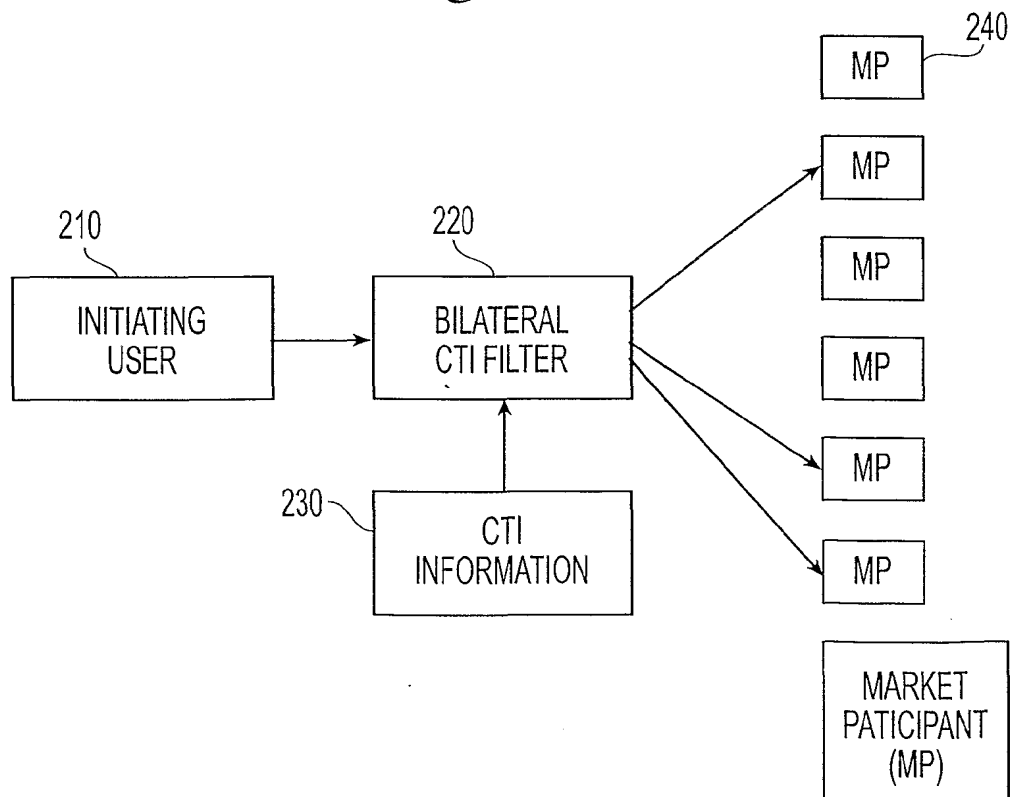 240
MP
MP
210
220
MP
INITIATING
USER
BILATERAL
CTI FILTER
MP
MP
230
CTI
INFORMATION
MP
MARKET
PATICIPANT
(MP)